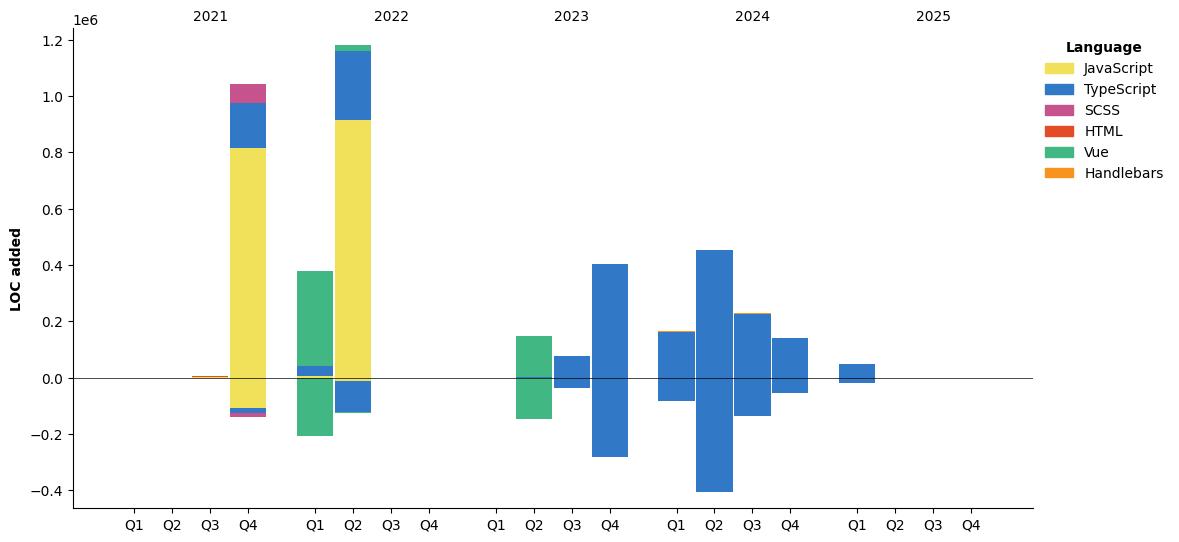 2021 2022 2023 2024 2025
1e6
1.2
1.0
0.8
0.6
0.4
0.2
0.0
−0.2
−0.4
LOC added
Q1 Q2 Q3 Q4 Q1 Q2 Q3 Q4 Q1 Q2 Q3 Q4 Q1 Q2 Q3 Q4 Q1 Q2 Q3 Q4
Language
JavaScript
TypeScript
SCSS
HTML
Vue
Handlebars